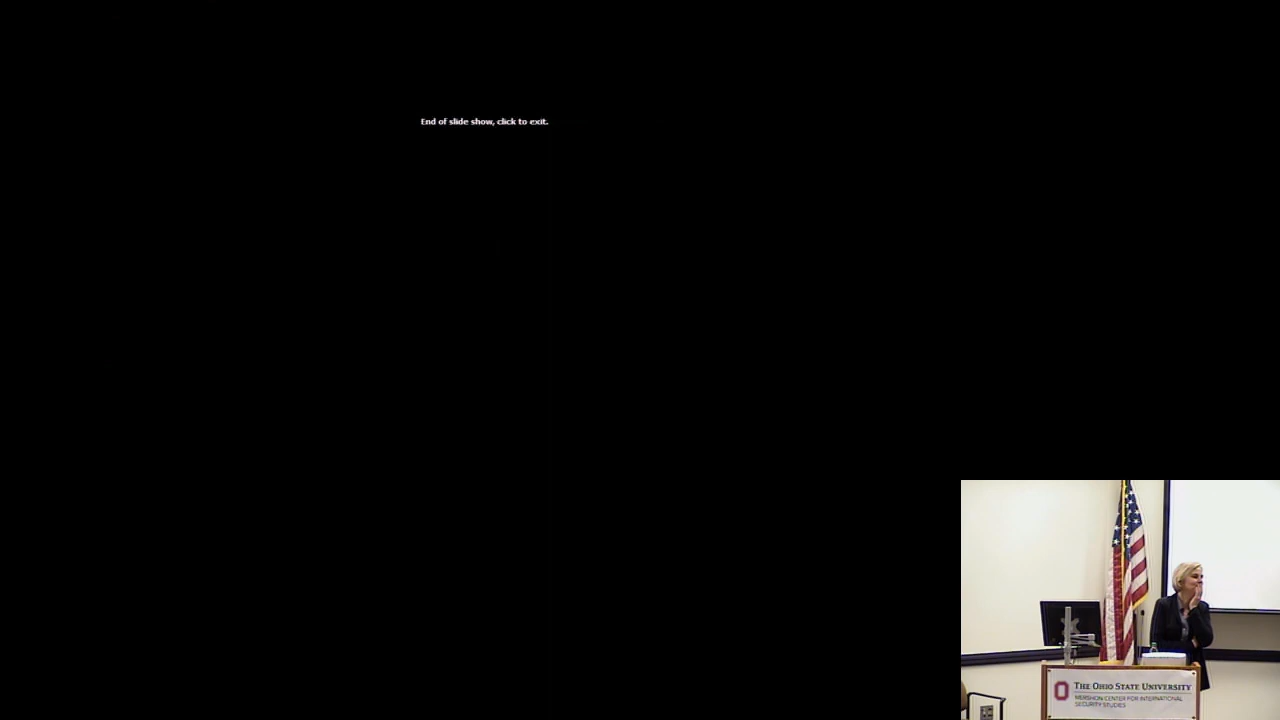 End of slide show, click to exit.
THE OHIO STATE UNIVERSITY
MERSHON CENTER FOR INTERNATIONAL
SECURITY STUDIES